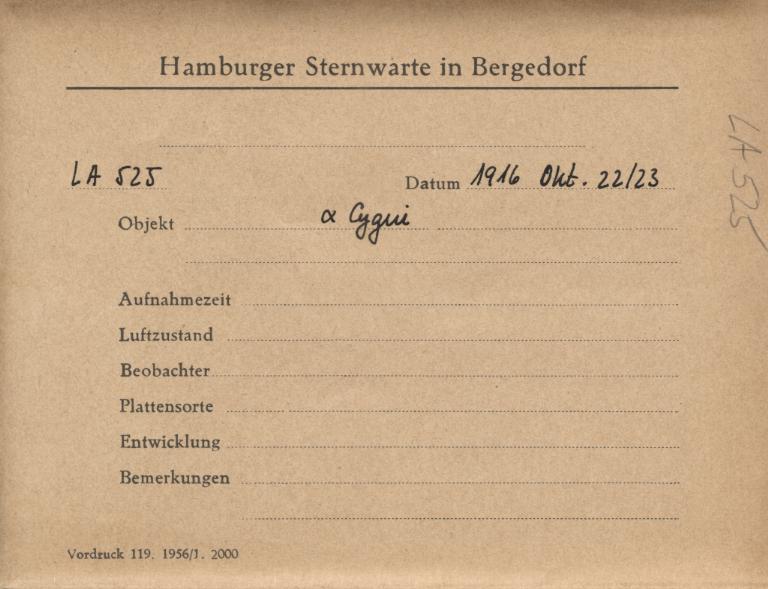 Hamburger Sternwarte in Bergedorf
LA 525
Datum 1916 Okt. 22/23
Objekt α Cygni
Aufnahmezeit
Luftzustand
Beobachter
Plattensorte
Entwicklung
Bemerkungen
Vordruck 119. 1956/1. 2000
LA 525